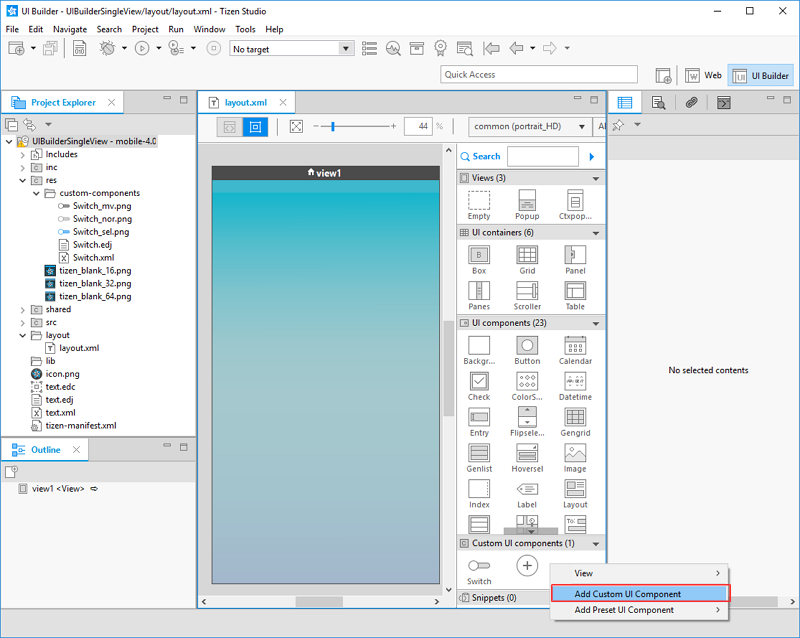 UI Builder - UIBuilderSingleView/layout/layout.xml - Tizen Studio
File Edit Navigate Search Project Run Window Tools Help
No target
Quick Access
Web
UI Builder
Project Explorer
UIBuilderSingleView - mobile-4.0
Includes
inc
res
custom-components
Switch_mv.png
Switch_nor.png
Switch_sel.png
Switch.edj
Switch.xml
tizen_blank_16.png
tizen_blank_32.png
tizen_blank_64.png
shared
src
layout
layout.xml
lib
icon.png
text.edc
text.edj
text.xml
tizen-manifest.xml
Outline
view1 <View>
layout.xml
44 %
common (portrait_HD)
Al
view1
Search
Views (3)
Empty Popup Ctxpop...
UI containers (6)
Box Grid Panel
Panes Scroller Table
UI components (23)
Backgr... Button Calendar
Check ColorS... Datetime
Entry Flipsele... Gengrid
Genlist Hoversel Image
Index Label Layout
To:
Custom UI components (1)
Switch
Snippets (0)
View
Add Custom UI Component
Add Preset UI Component
No selected contents